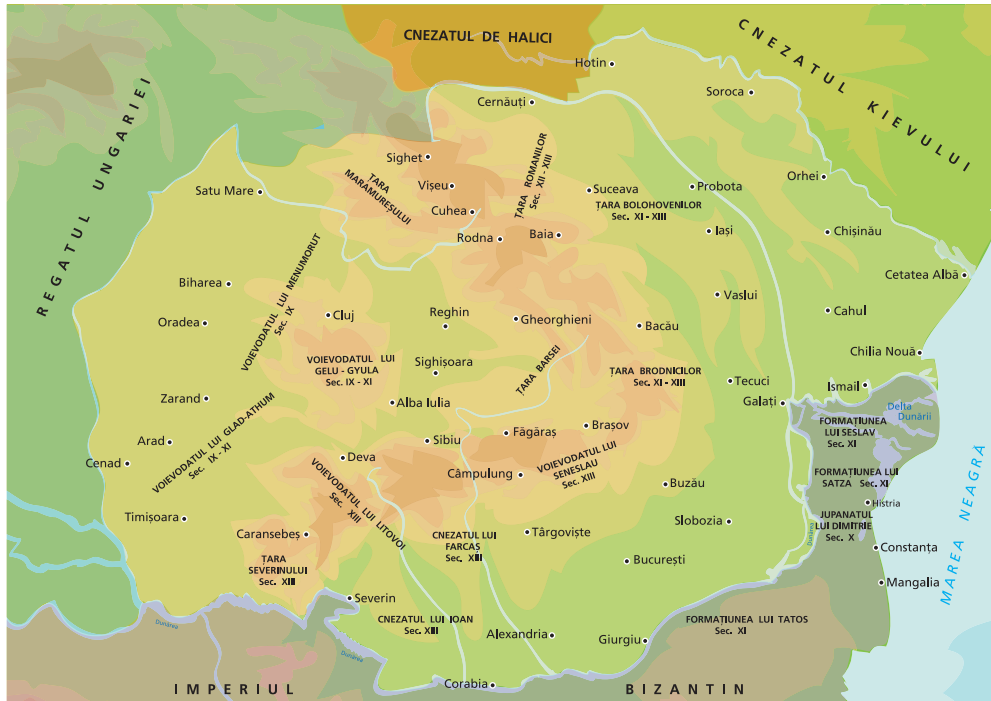 CNEZATUL DE HALICI
CNEZATUL KIEVULUI
REGATUL UNGARIEI
Hotin
Soroca
Cernăuți
Sighet
Vișeu
Cuhea
ȚARA
MARAMUREȘULUI
ȚARA ROMANILOR
Sec. XII - XIII
Satu Mare
Suceava
Probota
Orhei
ȚARA BOLOHOVENILOR
Sec. XI - XIII
Rodna
Baia
Iași
Chișinău
Cetatea Albă
Biharea
VOIEVODATUL LUI MENUMORUT
Sec. IX
Vaslui
Cahul
Oradea
Cluj
Reghin
Gheorghieni
Bacău
Chilia Nouă
VOIEVODATUL LUI
GELU - GYULA
Sec. IX - XI
Sighișoara
ȚARA BARSEI
ȚARA BRODNICILOR
Sec. XI - XIII
Tecuci
Ismail
Zarand
Alba Iulia
Galați
Delta
Dunării
FORMAȚIUNEA
LUI SESLAV
Sec. XI
Arad
VOIEVODATUL LUI GLAD-ATHUM
Sec. IX - XI
Sibiu
Făgăraș
Brașov
Cenad
Deva
Câmpulung
VOIEVODATUL LUI
SENESLAU
Sec. XIII
FORMAȚIUNEA LUI
SATZA Sec. XI
VOIEVODATUL LUI LITOVOI
Sec. XIII
Buzău
Histria
Timișoara
JUPANATUL
LUI DIMITRIE
Sec. X
Slobozia
Dunărea
Caransebeș
CNEZATUL LUI
FARCAȘ
Sec. XIII
Târgoviște
Constanța
ȚARA
SEVERINULUI
Sec. XIII
București
Mangalia
MAREA NEAGRA
Severin
Dunărea
CNEZATUL LUI IOAN
Sec. XIII
Alexandria
Giurgiu
FORMAȚIUNEA LUI TATOS
Sec. XI
Dunărea
Corabia
IMPERIUL BIZANTIN